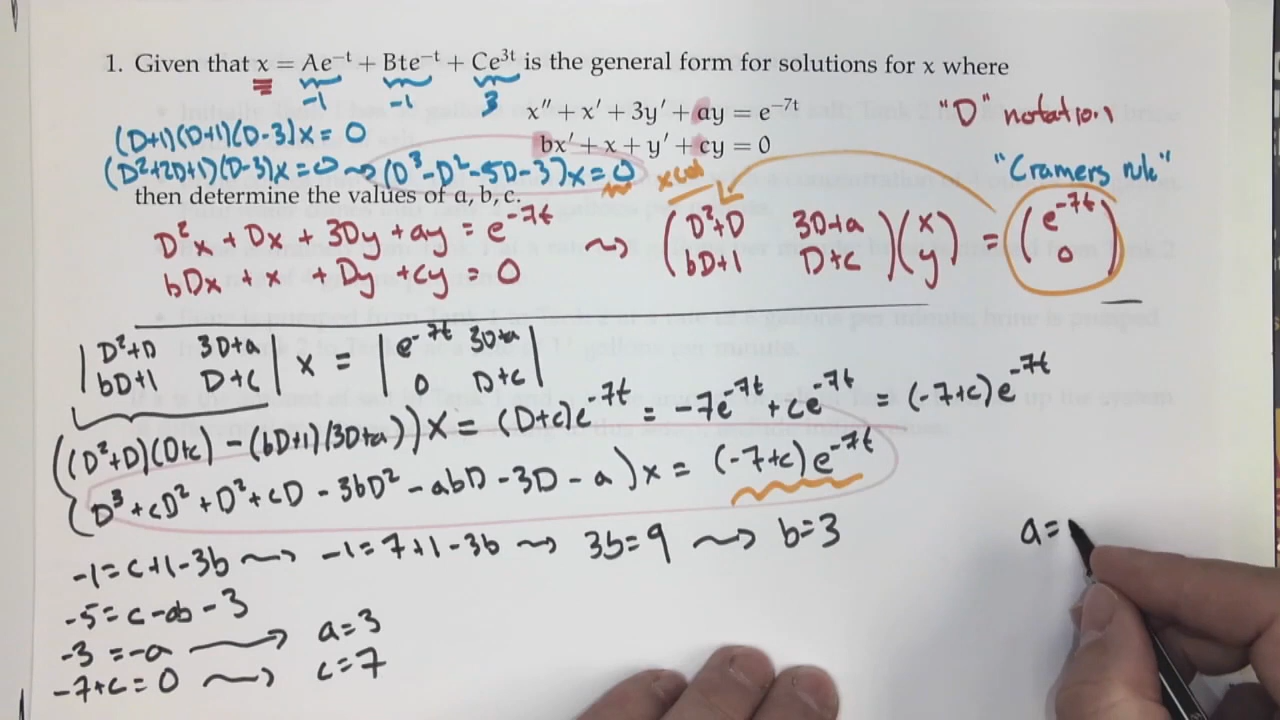 1. Given that x = Ae⁻ᵗ + Bte⁻ᵗ + Ce³ᵗ is the general form for solutions for x where
-1 -1 3
x″ + x′ + 3y′ + ay = e⁻⁷ᵗ
"D" notation
(D+1)(D+1)(D-3)x = 0
bx′ + x + y′ + cy = 0
(D²+2D+1)(D-3)x=0 ⤳ (D³-D²-5D-3)x=0
x col
"Cramers rule"
then determine the values of a, b, c.
D²x + Dx + 3Dy + ay = e⁻⁷ᵗ ⤳ (D²+D 3D+a) (x) = (e⁻⁷ᵗ)
bDx + x + Dy + cy = 0 (bD+1 D+c) (y) (0)
|D²+D 3D+a| x = |e⁻⁷ᵗ 3D+a|
|bD+1 D+c| |0 D+c|
((D²+D)(D+c) - (bD+1)(3D+a))x = (D+c)e⁻⁷ᵗ = -7e⁻⁷ᵗ + ce⁻⁷ᵗ = (-7+c)e⁻⁷ᵗ
(D³ + cD² + D² + cD - 3bD² - abD - 3D - a)x = (-7+c)e⁻⁷ᵗ
-1 = c+1-3b ⤳ -1 = 7+1-3b ⤳ 3b=9 ⤳ b=3
a=
-5 = c-ab-3
-3 = -a → a=3
-7+c = 0 → c=7